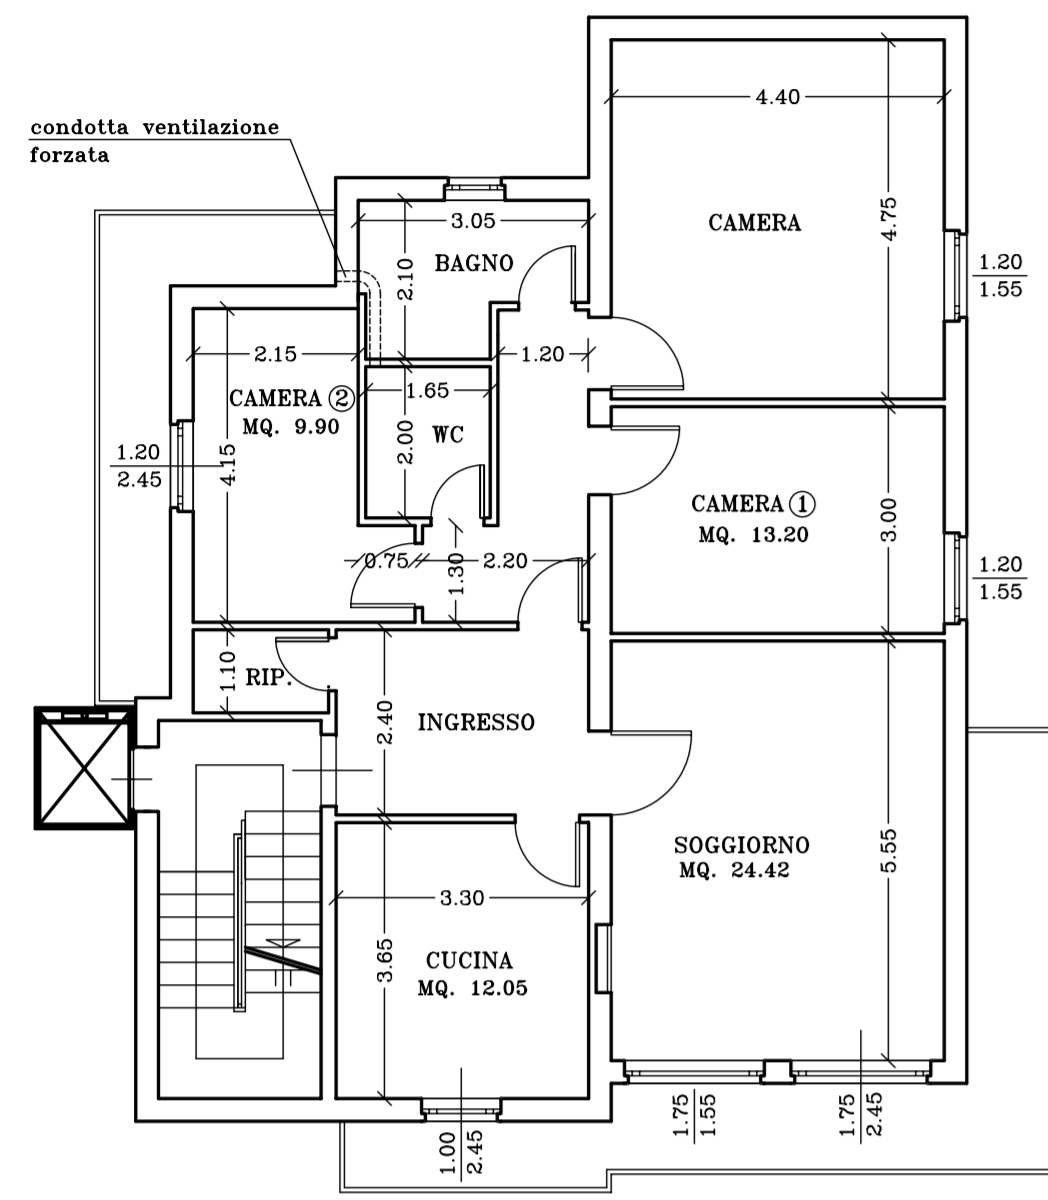 4.40
condotta ventilazione
forzata
3.05
4.75
CAMERA
BAGNO
2.10
1.20
1.55
2.15
1.20
CAMERA 2
MQ. 9.90
1.65
WC
2.00
1.20
2.45
4.15
CAMERA 1
MQ. 13.20
3.00
0.75
1.30
2.20
1.20
1.55
1.10
RIP.
2.40
INGRESSO
SOGGIORNO
MQ. 24.42
5.55
3.30
3.65
CUCINA
MQ. 12.05
1.00
2.45
1.75
1.55
1.75
2.45